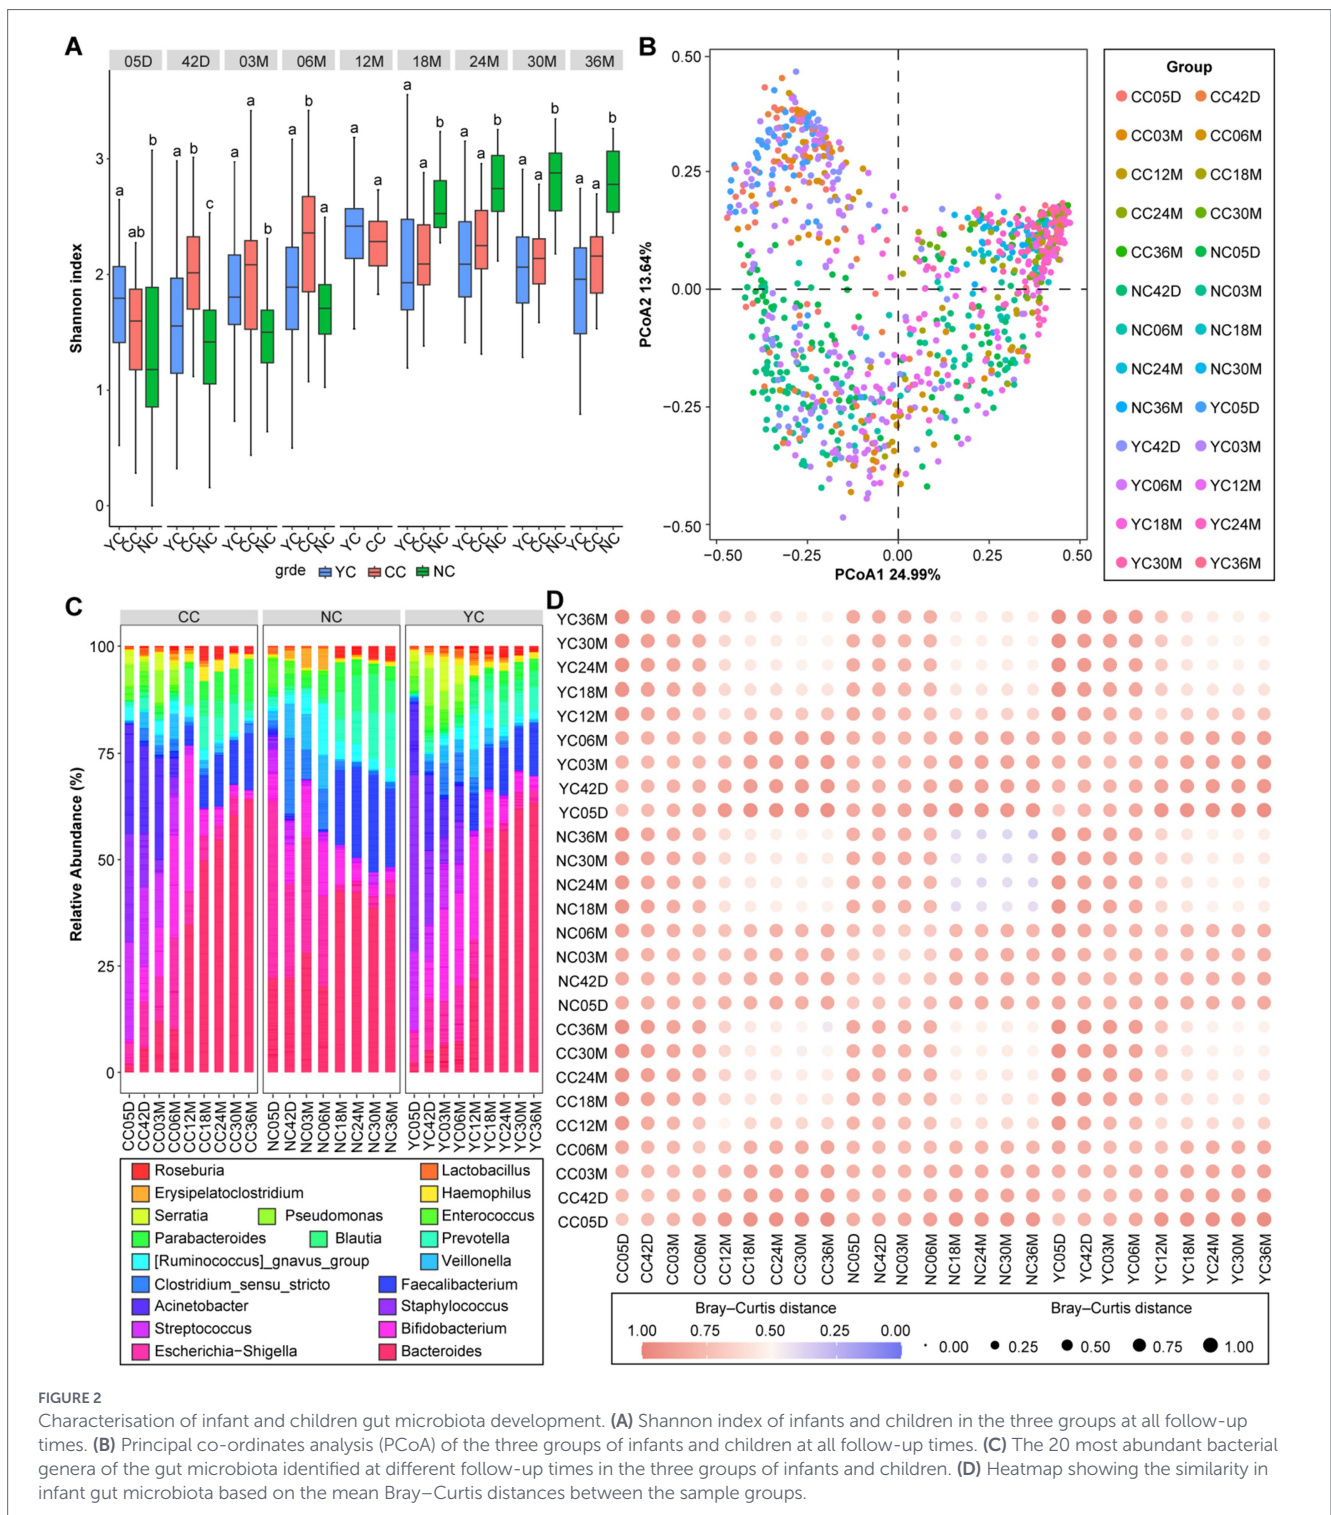 A
05D 42D 03M 06M 12M 18M 24M 30M 36M
a ab b a b c a a b a b a a a a a b a a b a a b a a b
Shannon index
3
2
1
0
YC CC NC YC CC NC YC CC NC YC CC NC YC CC YC CC NC YC CC NC YC CC NC YC CC NC
grde YC CC NC
B
PCoA2 13.64%
0.50
0.25
0.00
−0.25
−0.50
−0.50 −0.25 0.00 0.25 0.50
PCoA1 24.99%
Group
CC05D CC42D
CC03M CC06M
CC12M CC18M
CC24M CC30M
CC36M NC05D
NC42D NC03M
NC06M NC18M
NC24M NC30M
NC36M YC05D
YC42D YC03M
YC06M YC12M
YC18M YC24M
YC30M YC36M
C
CC NC YC
Relative Abundance (%)
100
75
50
25
0
CC05D CC42D CC03M CC06M CC12M CC18M CC24M CC30M CC36M NC05D NC42D NC03M NC06M NC18M NC24M NC30M NC36M YC05D YC42D YC03M YC06M YC12M YC18M YC24M YC30M YC36M
Roseburia Lactobacillus
Erysipelatoclostridium Haemophilus
Serratia Pseudomonas Enterococcus
Parabacteroides Blautia Prevotella
[Ruminococcus]_gnavus_group Veillonella
Clostridium_sensu_stricto Faecalibacterium
Acinetobacter Staphylococcus
Streptococcus Bifidobacterium
Escherichia−Shigella Bacteroides
D
YC36M
YC30M
YC24M
YC18M
YC12M
YC06M
YC03M
YC42D
YC05D
NC36M
NC30M
NC24M
NC18M
NC06M
NC03M
NC42D
NC05D
CC36M
CC30M
CC24M
CC18M
CC12M
CC06M
CC03M
CC42D
CC05D
CC05D CC42D CC03M CC06M CC12M CC18M CC24M CC30M CC36M NC05D NC42D NC03M NC06M NC18M NC24M NC30M NC36M YC05D YC42D YC03M YC06M YC12M YC18M YC24M YC30M YC36M
Bray−Curtis distance Bray−Curtis distance
1.00 0.75 0.50 0.25 0.00
0.00 0.25 0.50 0.75 1.00
FIGURE 2
Characterisation of infant and children gut microbiota development. (A) Shannon index of infants and children in the three groups at all follow-up
times. (B) Principal co-ordinates analysis (PCoA) of the three groups of infants and children at all follow-up times. (C) The 20 most abundant bacterial
genera of the gut microbiota identified at different follow-up times in the three groups of infants and children. (D) Heatmap showing the similarity in
infant gut microbiota based on the mean Bray–Curtis distances between the sample groups.